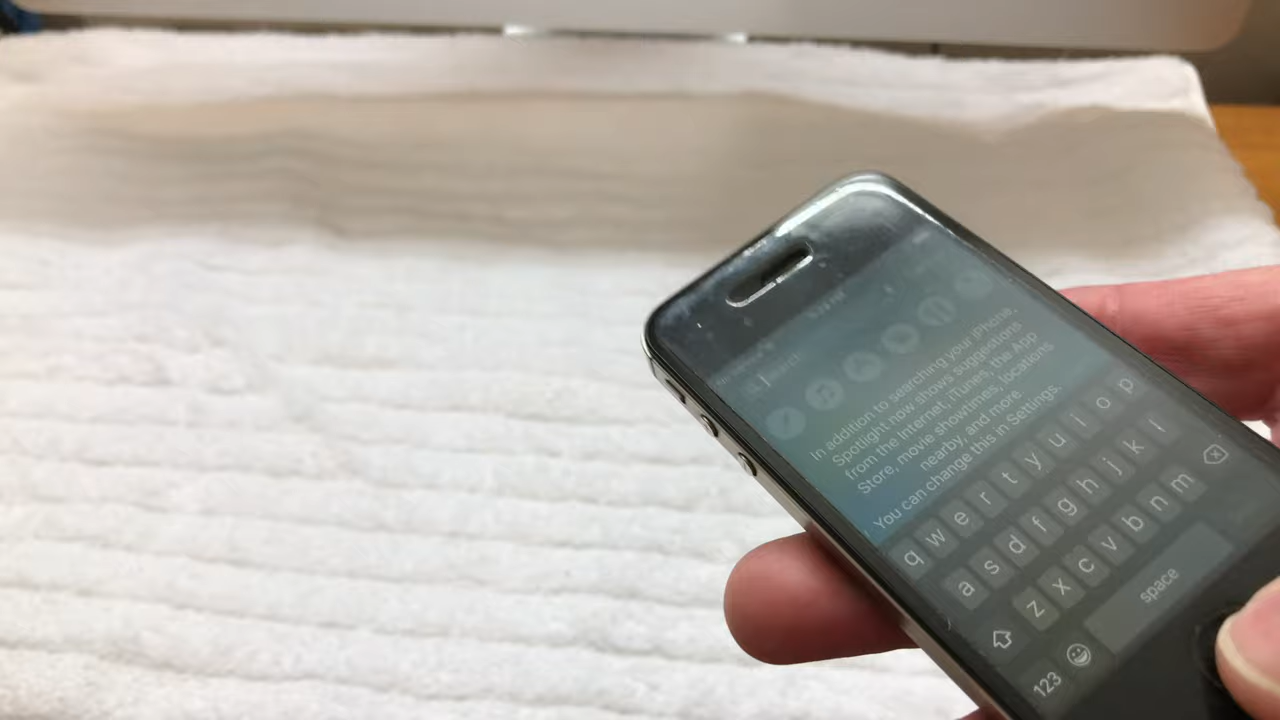 In addition to searching your iPhone,
Spotlight now shows suggestions
from the Internet, iTunes, the App
Store, movie showtimes, locations
nearby, and more.
You can change this in Settings.
q w e r t y u i o p
a s d f g h j k l
z x c v b n m
123 space